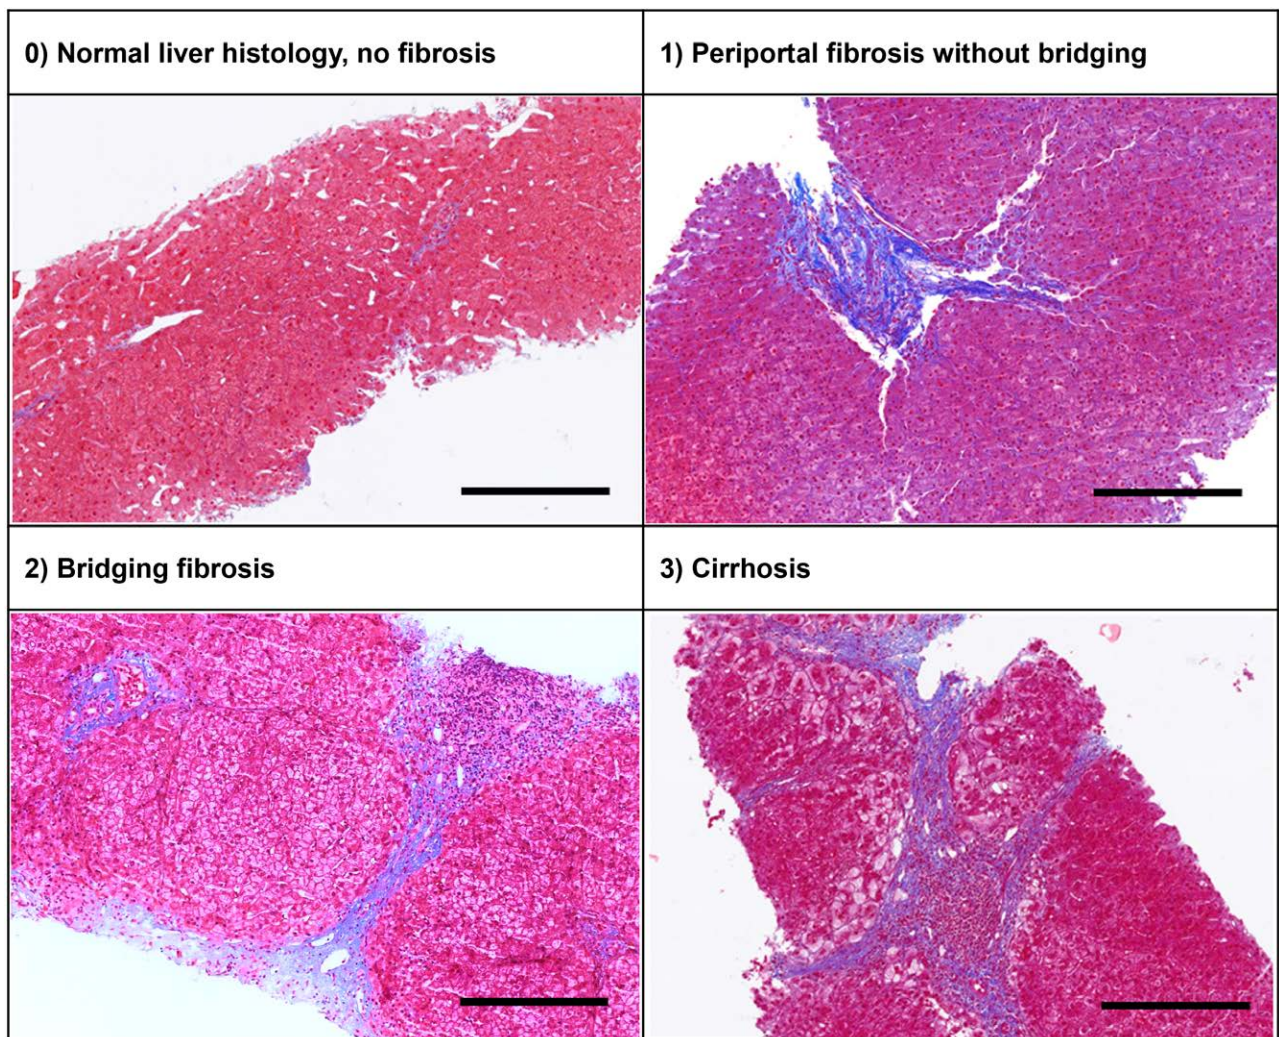 0) Normal liver histology, no fibrosis
1) Periportal fibrosis without bridging
2) Bridging fibrosis
3) Cirrhosis